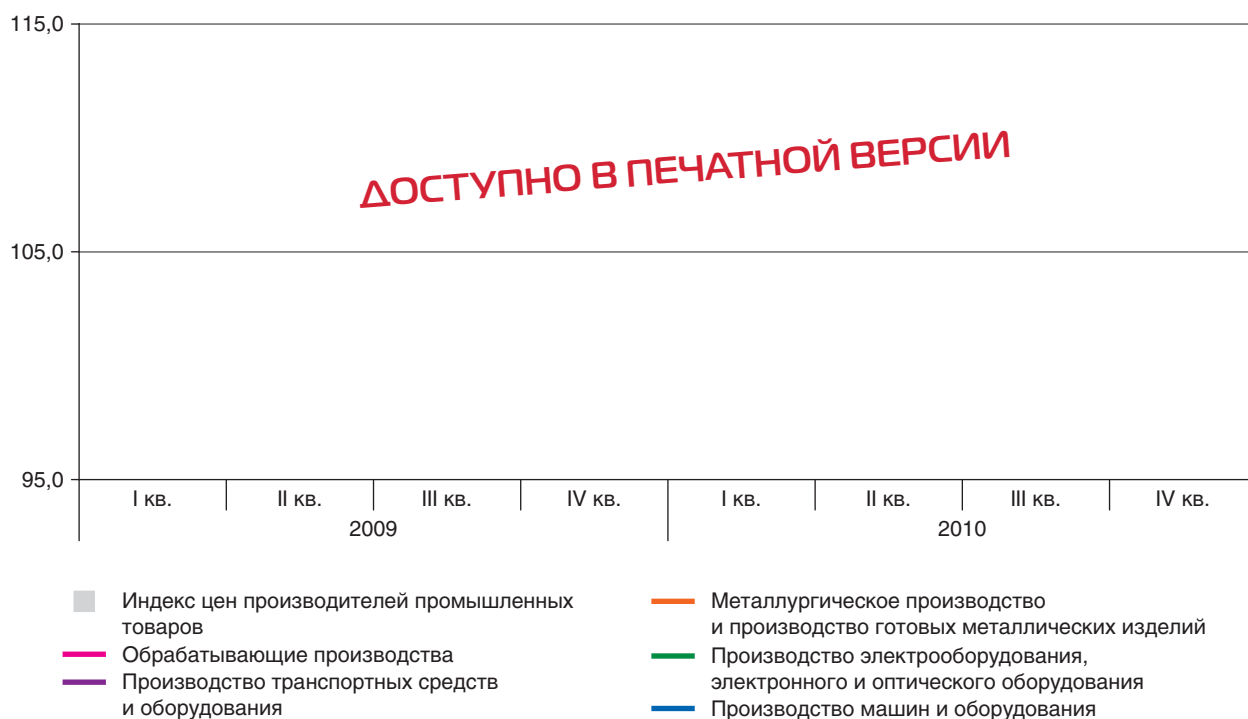 115,0
ДОСТУПНО В ПЕЧАТНОЙ ВЕРСИИ
105,0
95,0
I кв. II кв. III кв. IV кв. I кв. II кв. III кв. IV кв.
2009 2010
Индекс цен производителей промышленных
товаров
Обрабатывающие производства
Производство транспортных средств
и оборудования
Металлургическое производство
и производство готовых металлических изделий
Производство электрооборудования,
электронного и оптического оборудования
Производство машин и оборудования